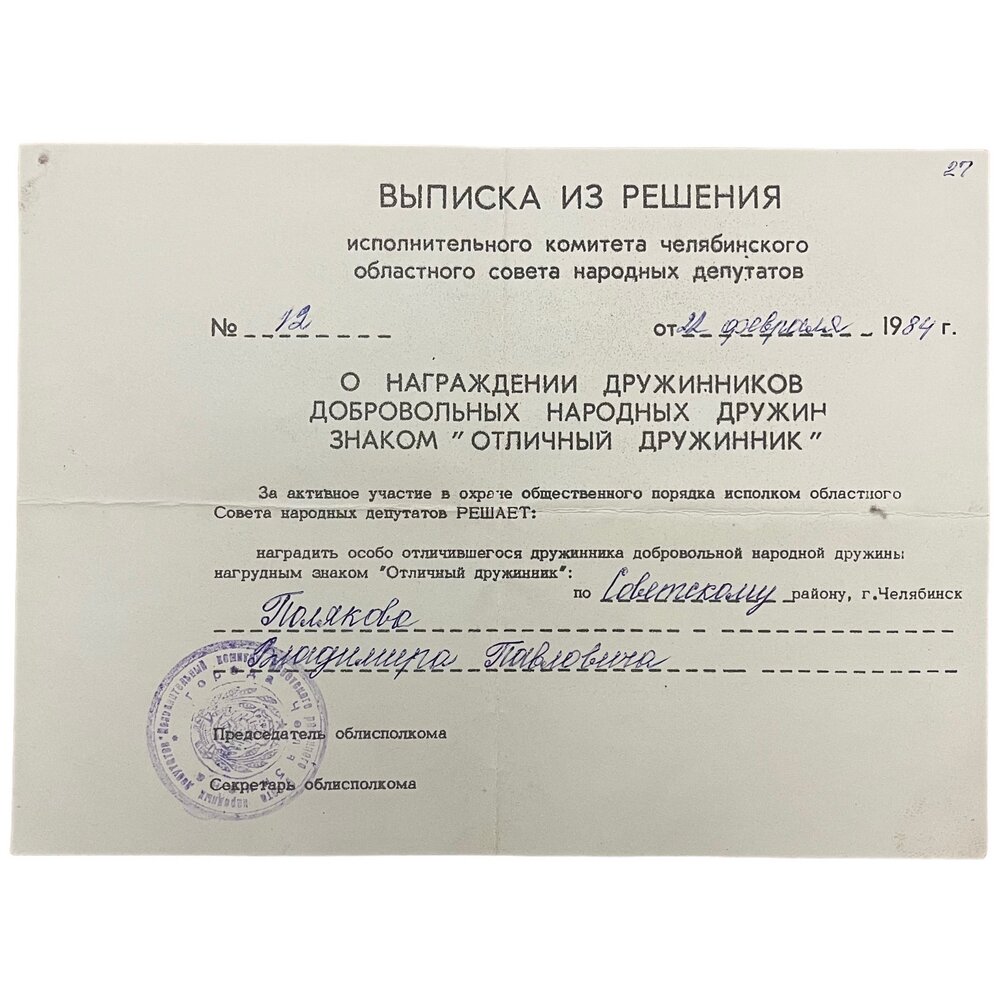 27
ВЫПИСКА ИЗ РЕШЕНИЯ
исполнительного комитета челябинского
областного совета народных депутатов
№ 12 от 22 февраля 1984 г.
О НАГРАЖДЕНИИ ДРУЖИННИКОВ
ДОБРОВОЛЬНЫХ НАРОДНЫХ ДРУЖИН
ЗНАКОМ "ОТЛИЧНЫЙ ДРУЖИННИК"
За активное участие в охране общественного порядка исполком областного
Совета народных депутатов РЕШАЕТ:
наградить особо отличившегося дружинника добровольной народной дружины
нагрудным знаком "Отличный дружинник":
по Советскому району, г.Челябинск
Полякова
Владимира Павловича
Председатель облисполкома
Секретарь облисполкома
города Челябинска